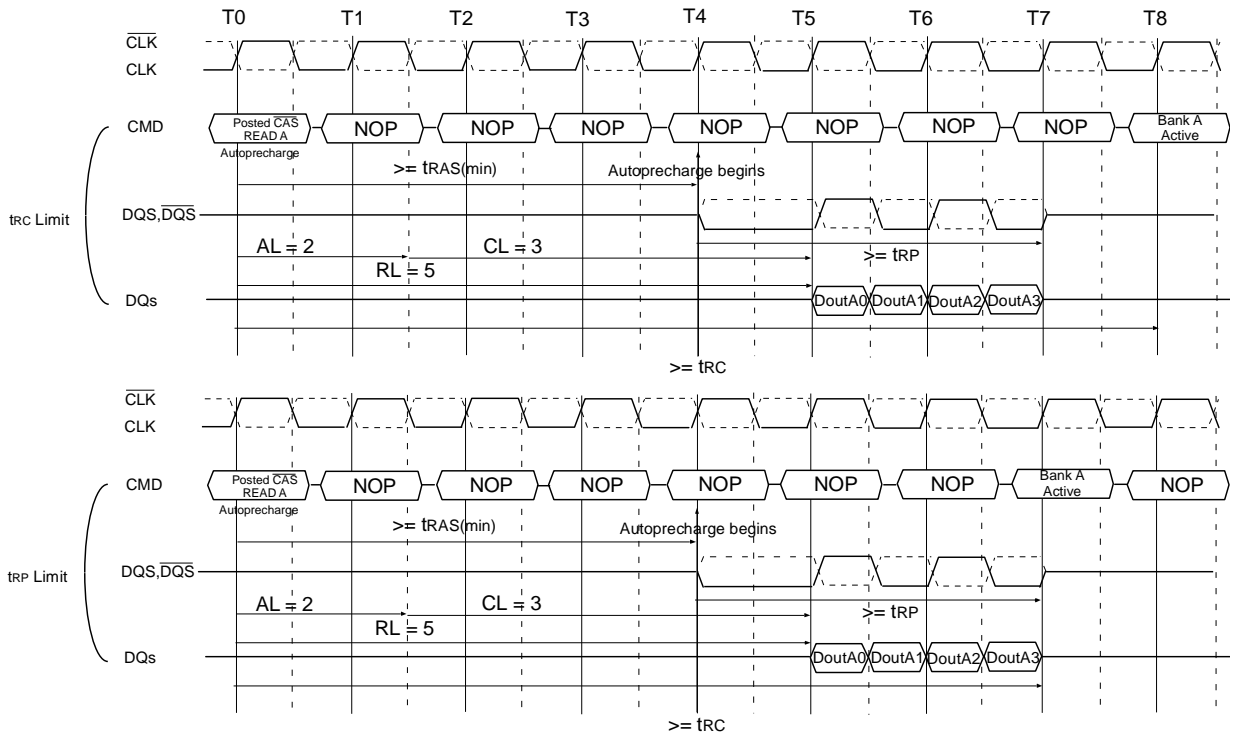 T0 T1 T2 T3 T4 T5 T6 T7 T8
CLK
CLK
CMD Posted CAS READ A NOP NOP NOP NOP NOP NOP NOP Bank A Active
Autoprecharge
>= tRAS(min) Autoprecharge begins
tRC Limit
DQS,DQS
AL = 2 CL = 3 >= tRP
RL = 5
DQs DoutA0 DoutA1 DoutA2 DoutA3
>= tRC
CLK
CLK
CMD Posted CAS READ A NOP NOP NOP NOP NOP NOP Bank A Active NOP
Autoprecharge
>= tRAS(min) Autoprecharge begins
tRP Limit
DQS,DQS
AL = 2 CL = 3 >= tRP
RL = 5
DQs DoutA0 DoutA1 DoutA2 DoutA3
>= tRC